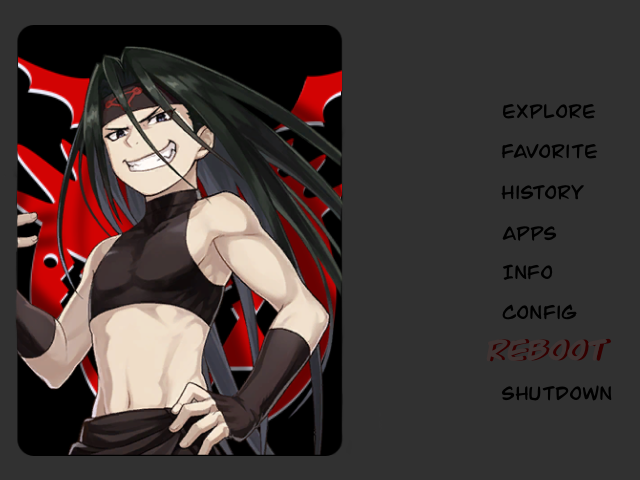 EXPLORE
FAVORITE
HISTORY
APPS
INFO
CONFIG
REBOOT
SHUTDOWN